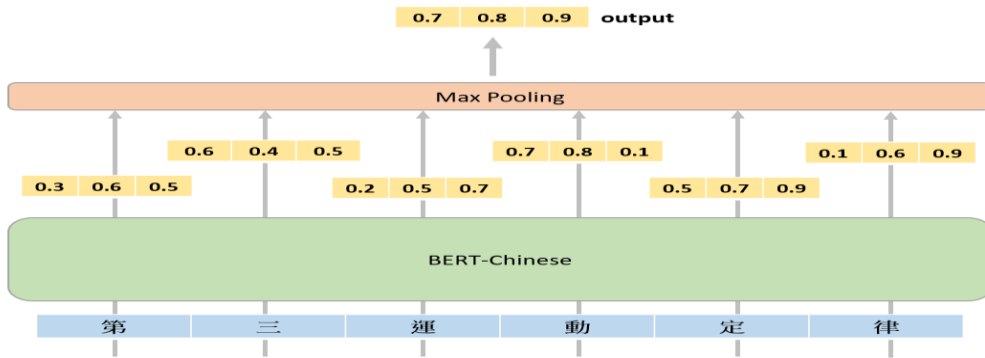 0.7 0.8 0.9 output
Max Pooling
0.6 0.4 0.5 0.7 0.8 0.1 0.1 0.6 0.9
0.3 0.6 0.5 0.2 0.5 0.7 0.5 0.7 0.9
BERT-Chinese
第 三 運 動 定 律